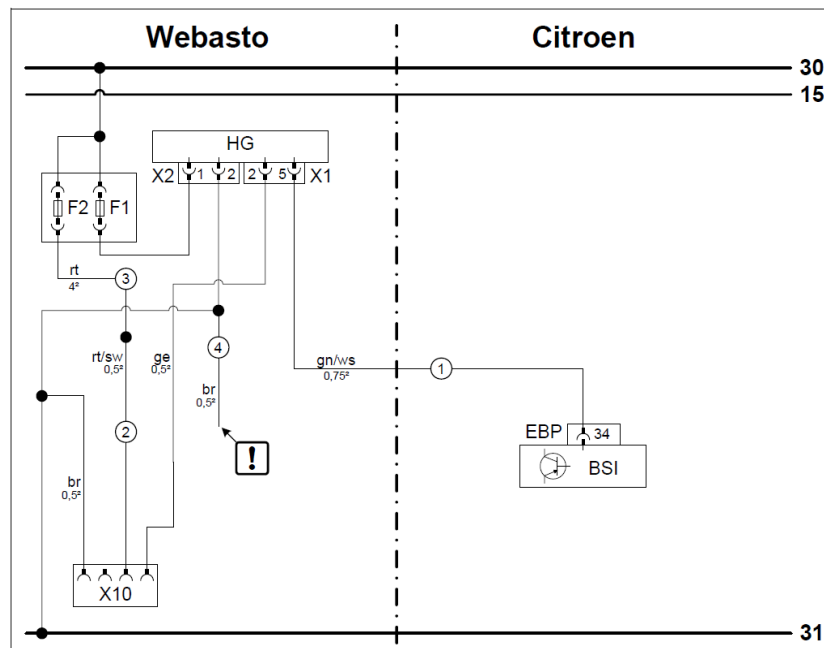 Webasto Citroen
30
15
HG
X2 1 2 2 5 X1
F2 F1
rt
4²
3
rt/sw
0,5²
ge
0,5²
4
gn/ws
0,75²
1
br
0,5²
2
!
EBP 34
BSI
br
0,5²
X10
31